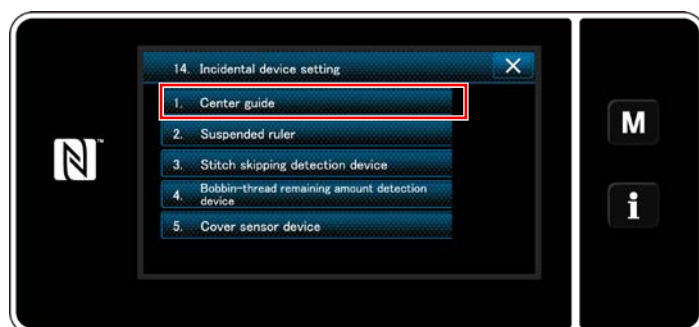 14. Incidental device setting
1. Center guide
2. Suspended ruler
3. Stitch skipping detection device
4. Bobbin-thread remaining amount detection
device
5. Cover sensor device
M
i